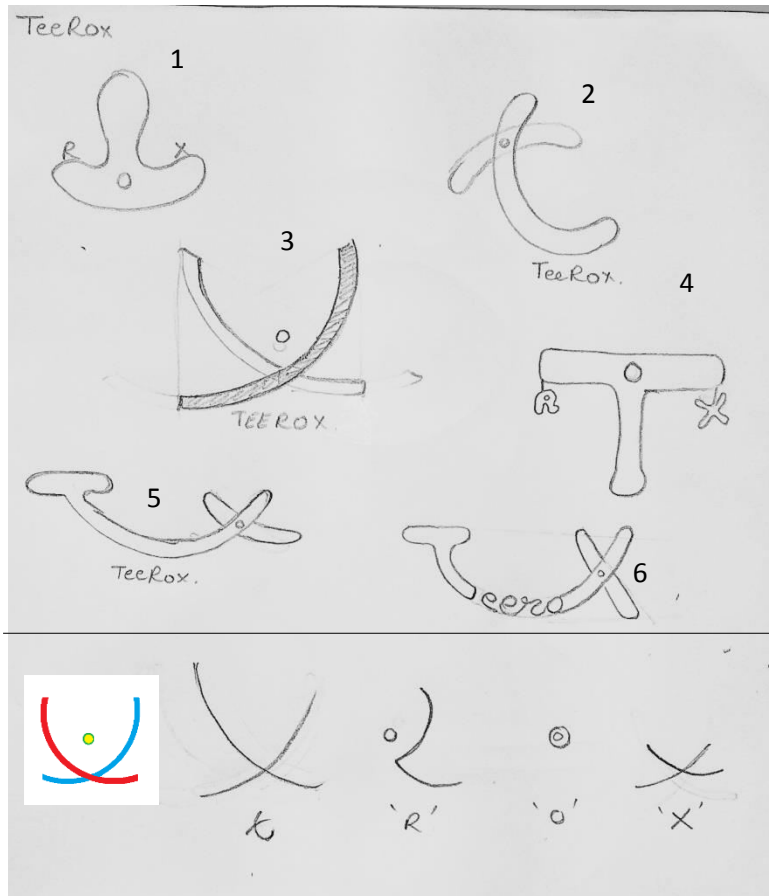 TeeRox
1
R X
2
TeeRox.
3
TEEROX.
4
R X
5
TeeRox.
eero
6
t 'R' 'O' 'X'